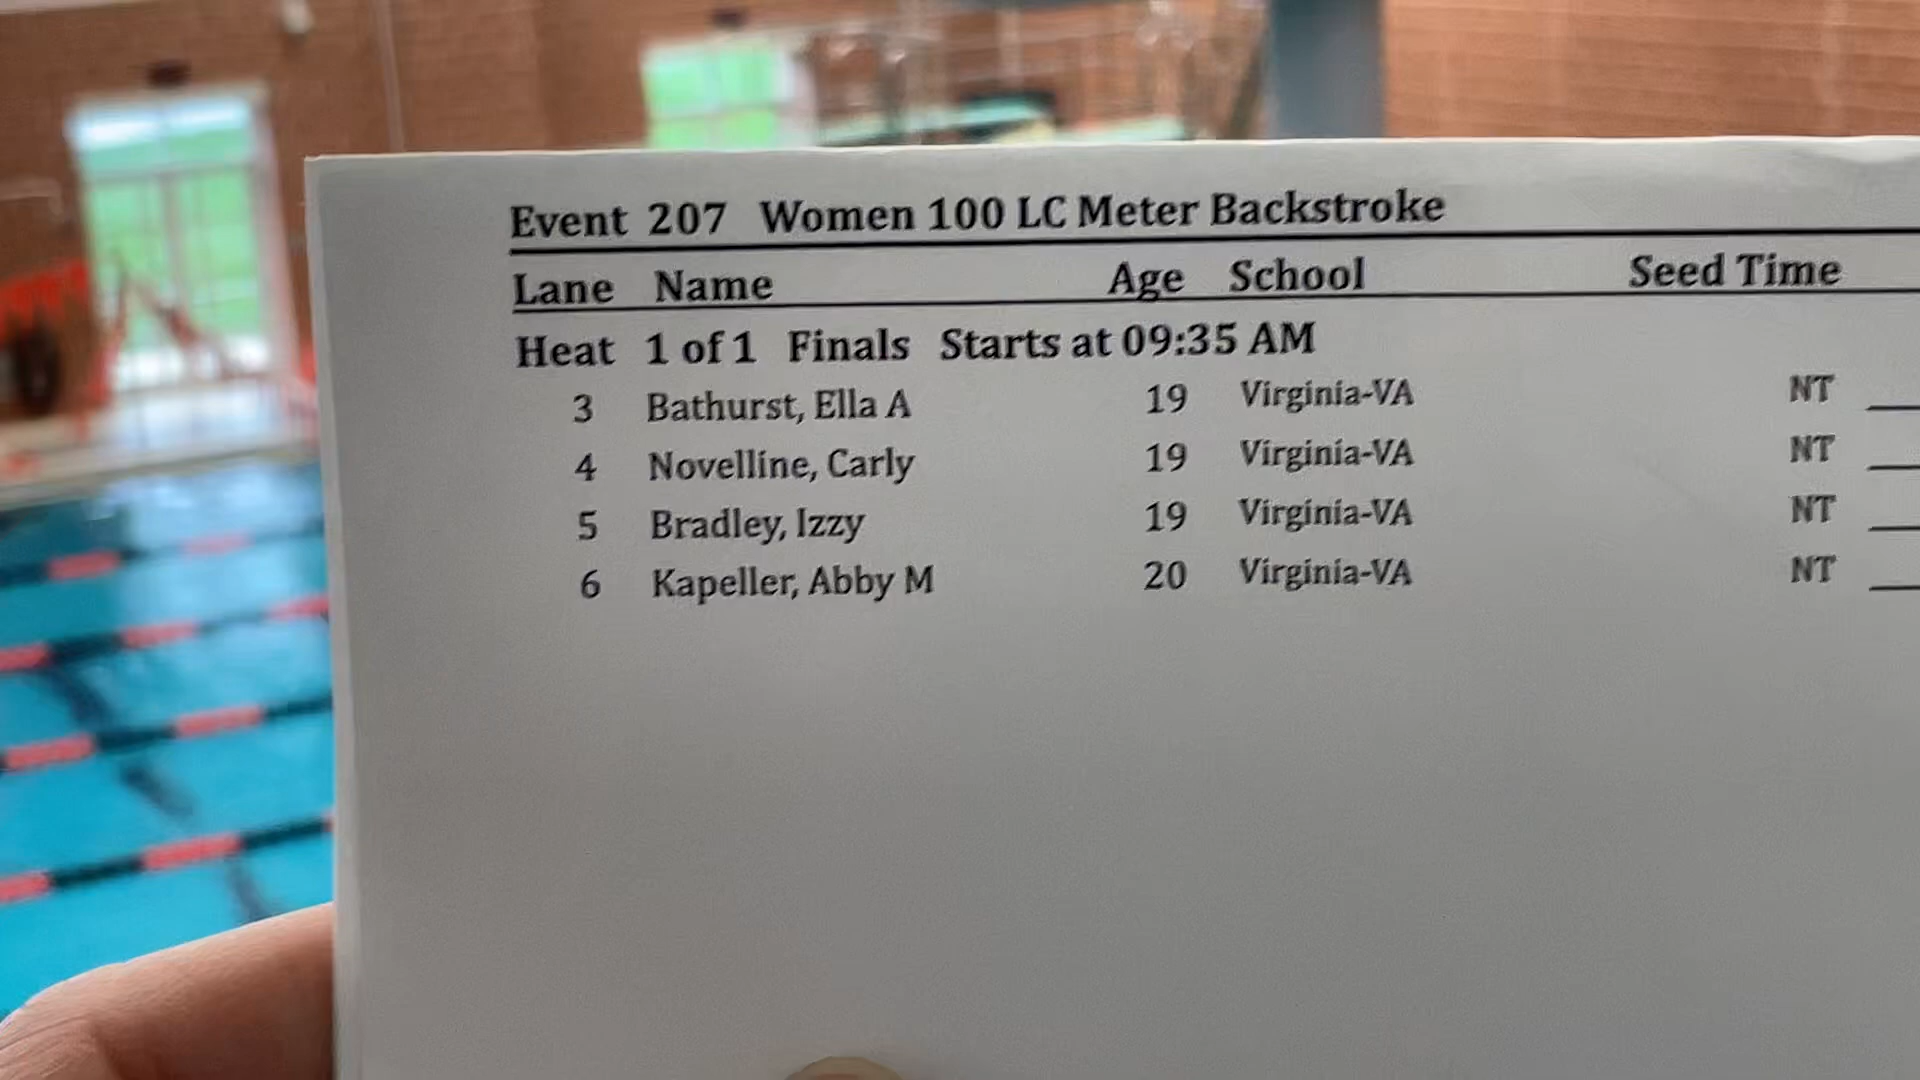 Event 207 Women 100 LC Meter Backstroke
Lane Name Age School Seed Time
Heat 1 of 1 Finals Starts at 09:35 AM
3 Bathurst, Ella A 19 Virginia-VA NT
4 Novelline, Carly 19 Virginia-VA NT
5 Bradley, Izzy 19 Virginia-VA NT
6 Kapeller, Abby M 20 Virginia-VA NT